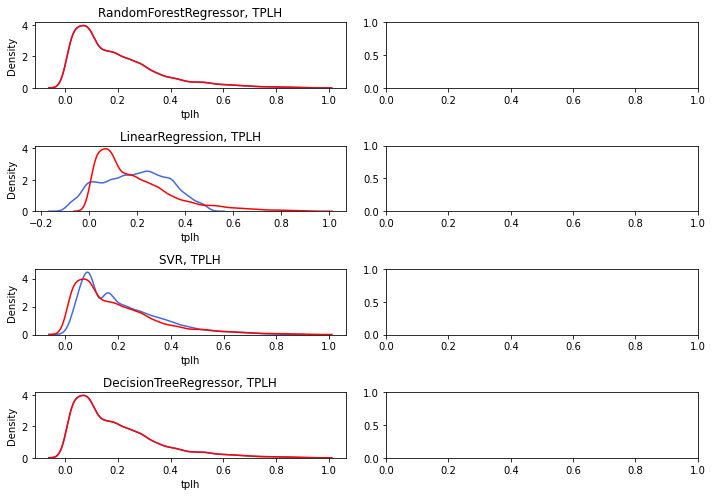 RandomForestRegressor, TPLH
4
2
0
Density
0.0 0.2 0.4 0.6 0.8 1.0
tplh
1.0
0.5
0.0
0.0 0.2 0.4 0.6 0.8 1.0
LinearRegression, TPLH
4
2
0
Density
−0.2 0.0 0.2 0.4 0.6 0.8 1.0
tplh
1.0
0.5
0.0
0.0 0.2 0.4 0.6 0.8 1.0
SVR, TPLH
4
2
0
Density
0.0 0.2 0.4 0.6 0.8 1.0
tplh
1.0
0.5
0.0
0.0 0.2 0.4 0.6 0.8 1.0
DecisionTreeRegressor, TPLH
4
2
0
Density
0.0 0.2 0.4 0.6 0.8 1.0
tplh
1.0
0.5
0.0
0.0 0.2 0.4 0.6 0.8 1.0